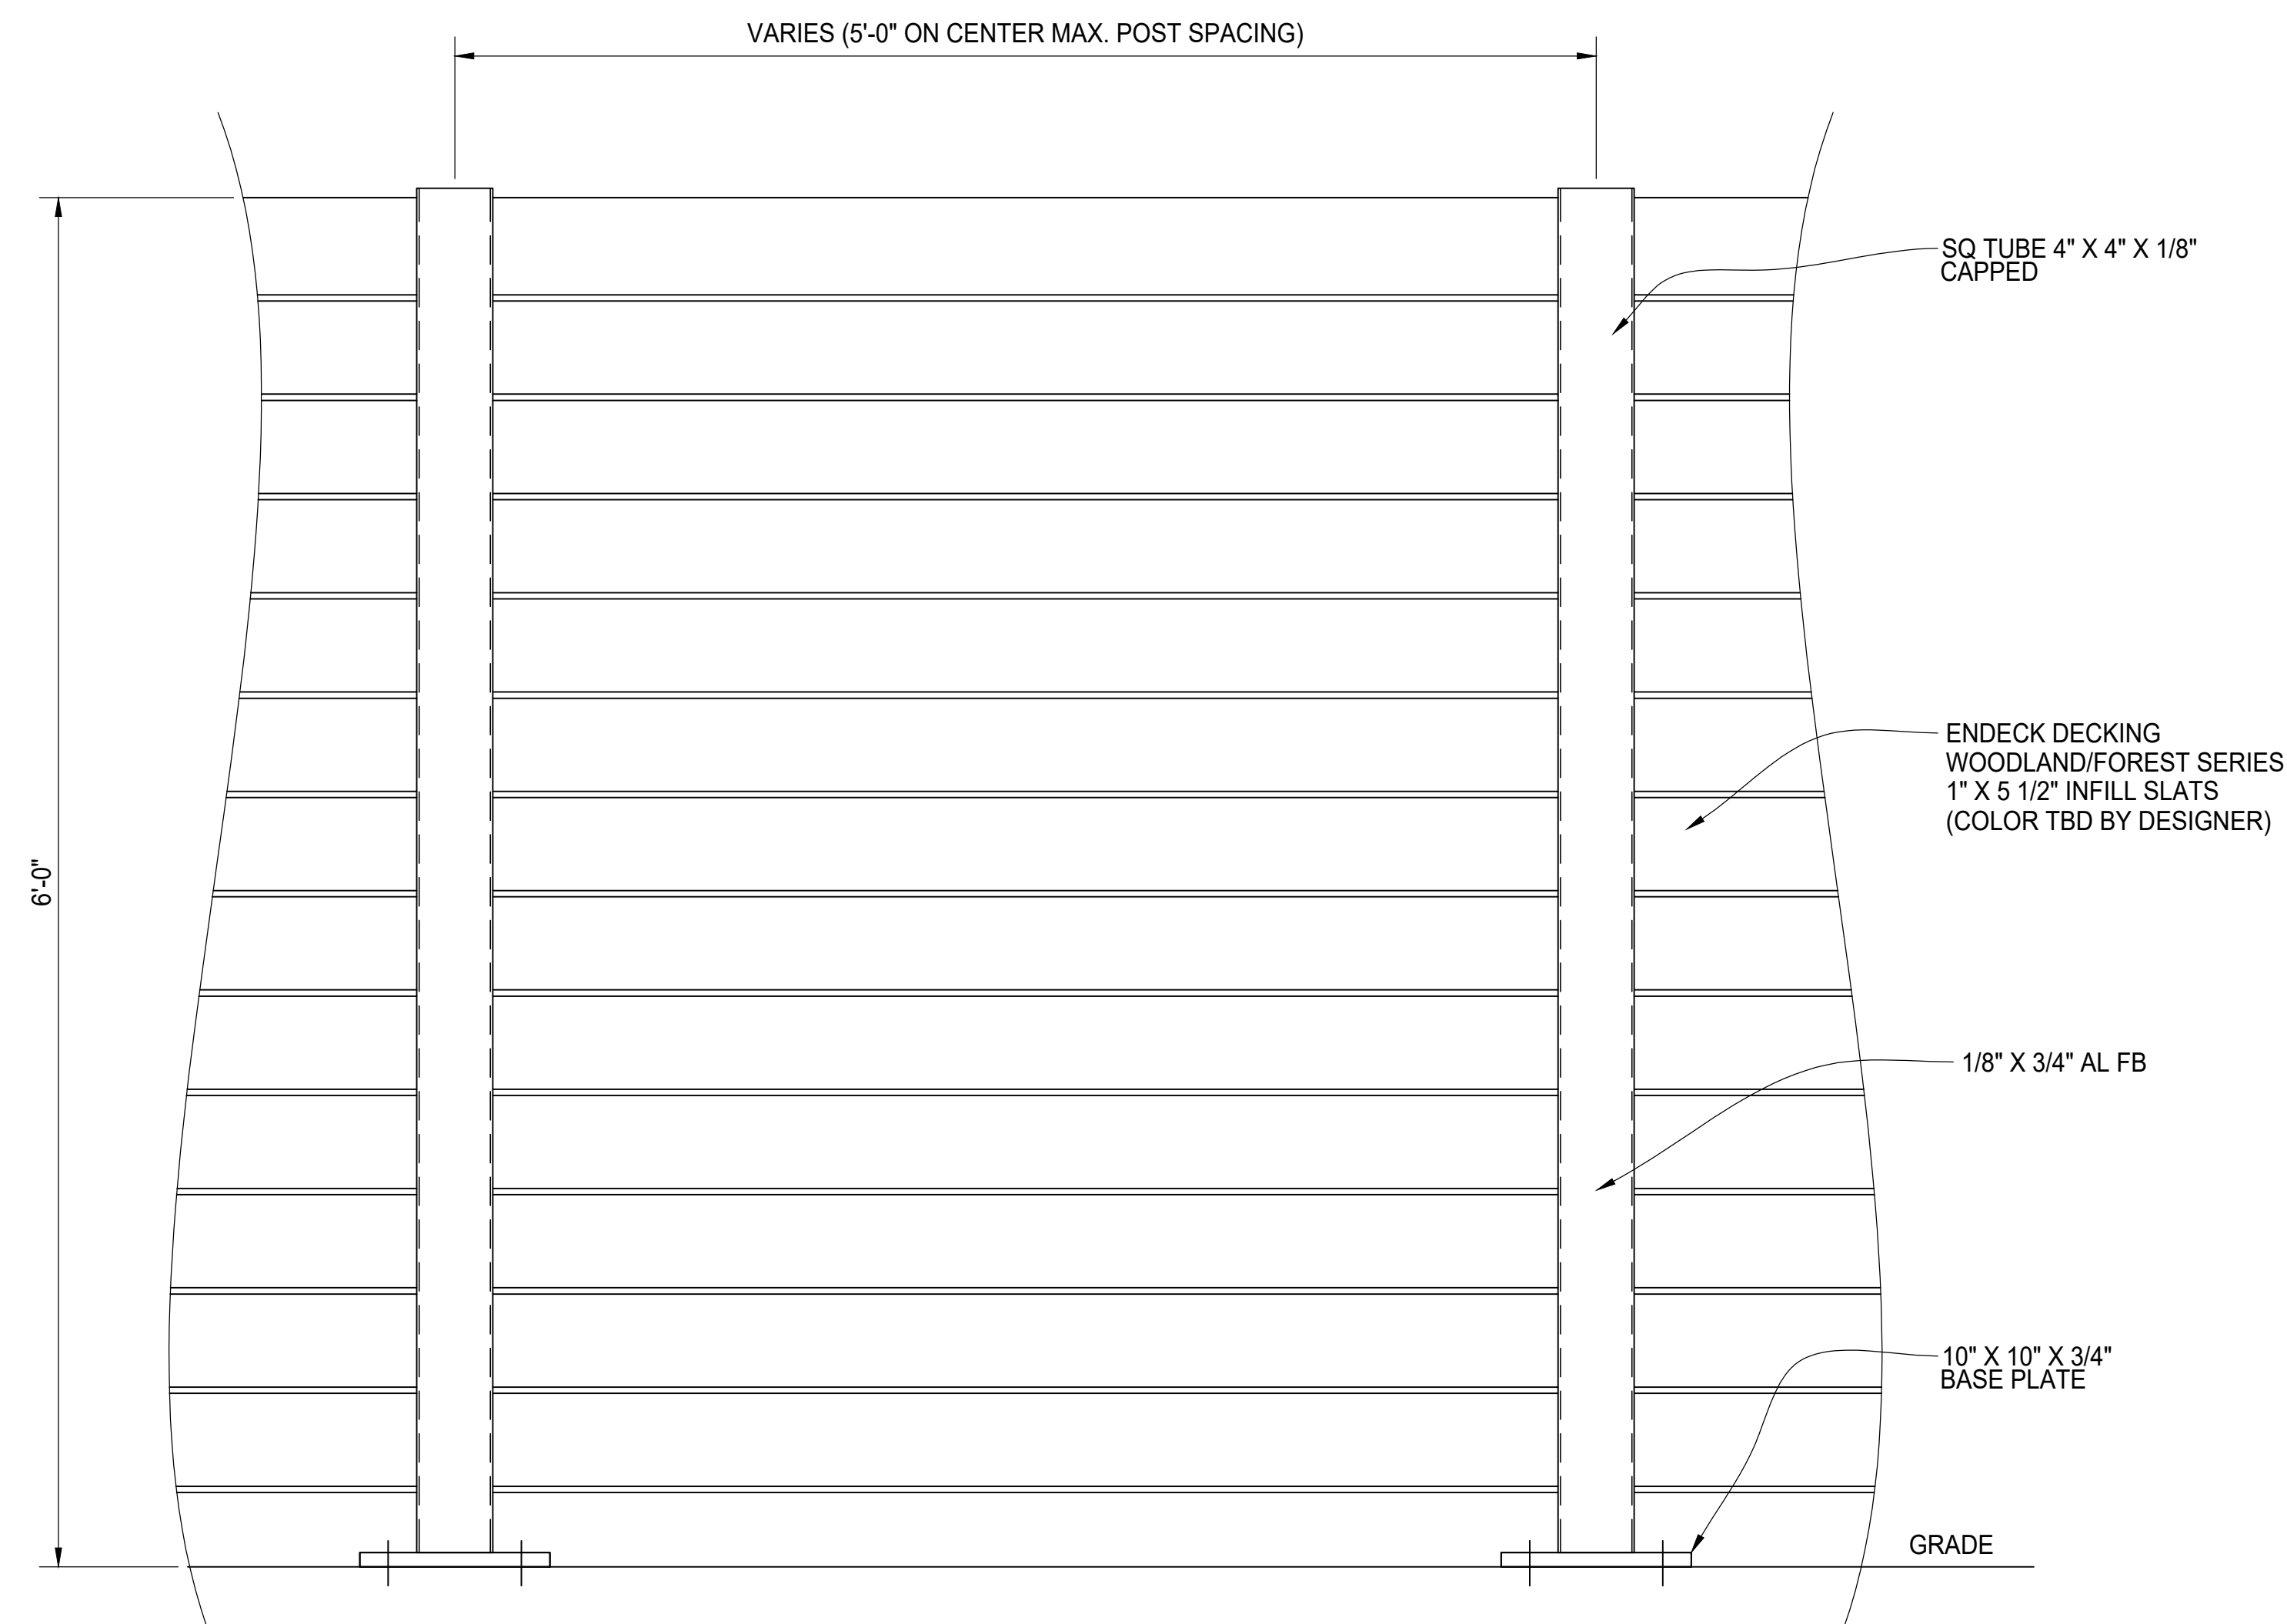 VARIES (5'-0" ON CENTER MAX. POST SPACING)
SQ TUBE 4" X 4" X 1/8"
CAPPED
ENDECK DECKING
WOODLAND/FOREST SERIES
1" X 5 1/2" INFILL SLATS
(COLOR TBD BY DESIGNER)
6'-0"
1/8" X 3/4" AL FB
10" X 10" X 3/4"
BASE PLATE
GRADE